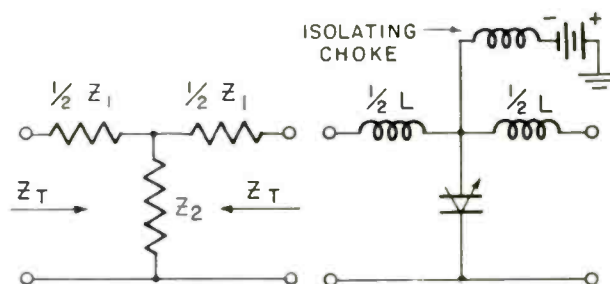 ISOLATING
CHOKE
- +
1/2 Z1 1/2 Z1
1/2 L 1/2 L
ZT
Z2
ZT